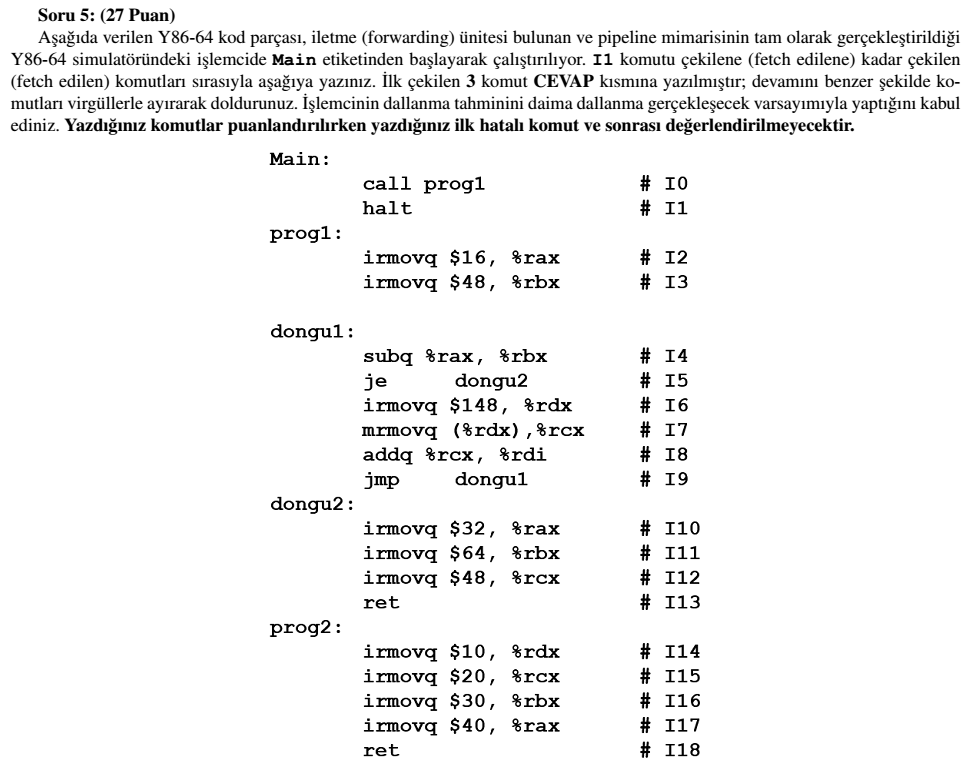 Soru 5: (27 Puan)
Aşağıda verilen Y86-64 kod parçası, iletme (forwarding) ünitesi bulunan ve pipeline mimarisinin tam olarak gerçekleştirildiği
Y86-64 simulatöründeki işlemcide Main etiketinden başlayarak çalıştırılıyor. I1 komutu çekilene (fetch edilene) kadar çekilen
(fetch edilen) komutları sırasıyla aşağıya yazınız. İlk çekilen 3 komut CEVAP kısmına yazılmıştır; devamını benzer şekilde ko-
mutları virgüllerle ayırarak doldurunuz. İşlemcinin dallanma tahminini daima dallanma gerçekleşecek varsayımıyla yaptığını kabul
ediniz. Yazdığınız komutlar puanlandırılırken yazdığınız ilk hatalı komut ve sonrası değerlendirilmeyecektir.
Main:
call prog1 # I0
halt # I1
prog1:
irmovq $16, %rax # I2
irmovq $48, %rbx # I3
dongu1:
subq %rax, %rbx # I4
je dongu2 # I5
irmovq $148, %rdx # I6
mrmovq (%rdx),%rcx # I7
addq %rcx, %rdi # I8
jmp dongu1 # I9
dongu2:
irmovq $32, %rax # I10
irmovq $64, %rbx # I11
irmovq $48, %rcx # I12
ret # I13
prog2:
irmovq $10, %rdx # I14
irmovq $20, %rcx # I15
irmovq $30, %rbx # I16
irmovq $40, %rax # I17
ret # I18